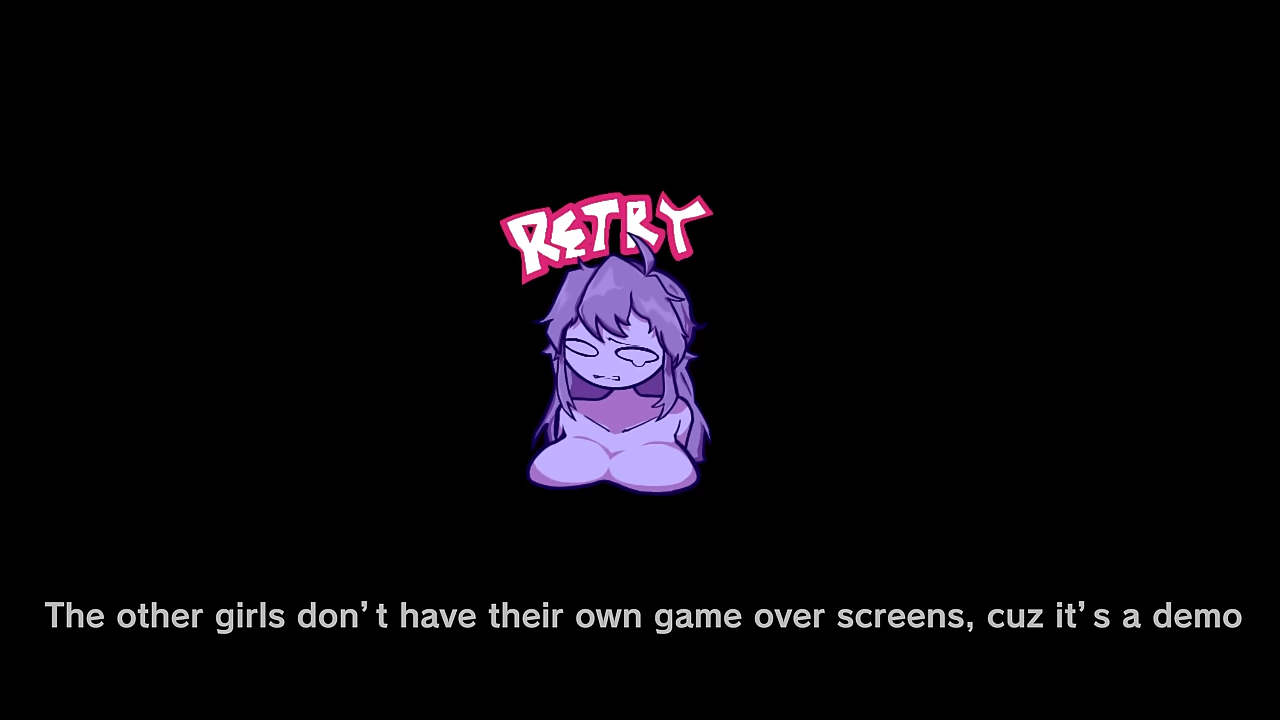 RETRY
The other girls don’t have their own game over screens, cuz it’s a demo